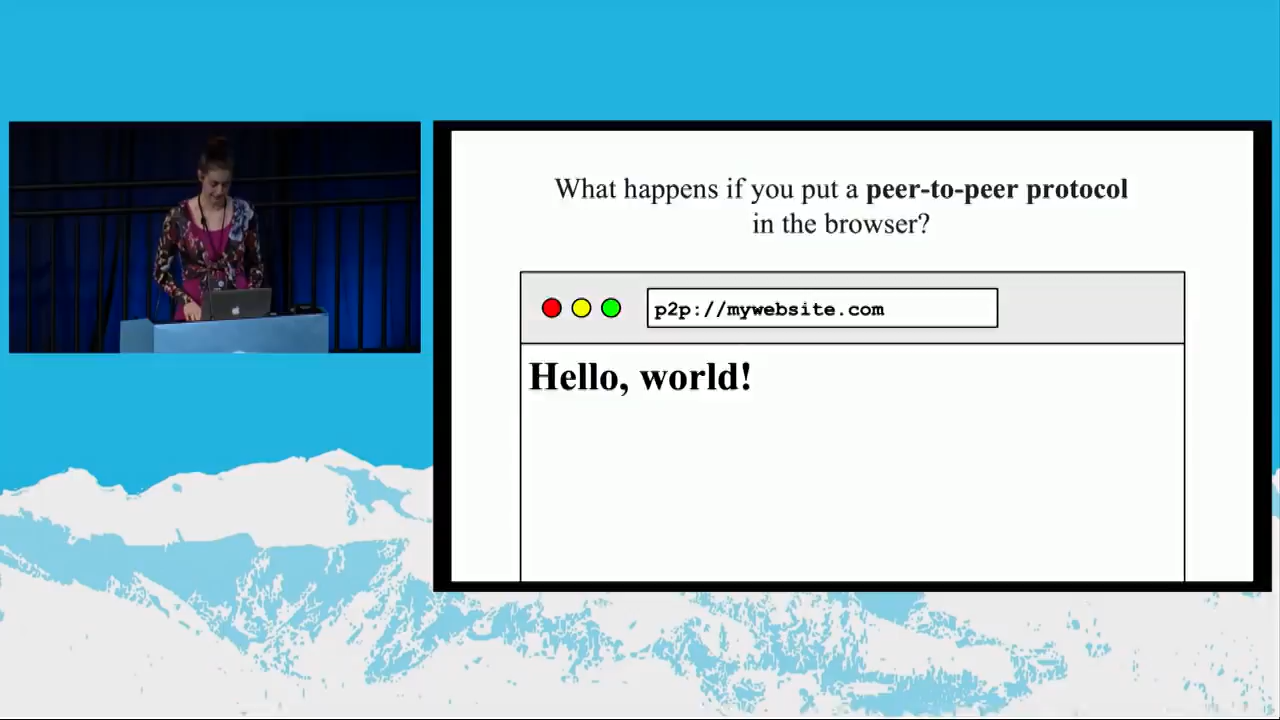 What happens if you put a peer-to-peer protocol
in the browser?
p2p://mywebsite.com
Hello, world!